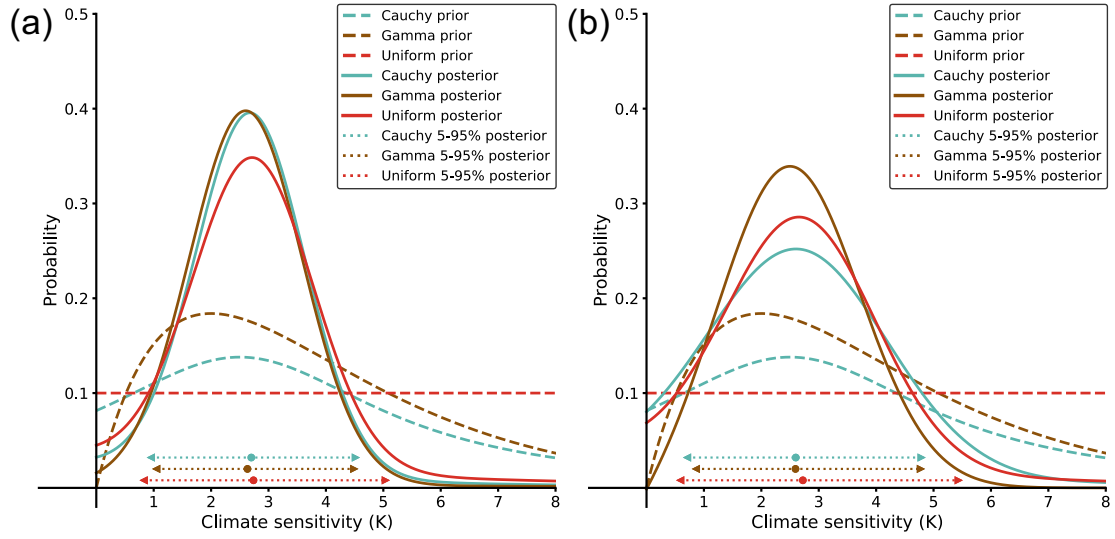 (a)
0.5
0.4
0.3
0.2
0.1
Probability
Cauchy prior
Gamma prior
Uniform prior
Cauchy posterior
Gamma posterior
Uniform posterior
Cauchy 5-95% posterior
Gamma 5-95% posterior
Uniform 5-95% posterior
1 2 3 4 5 6 7 8
Climate sensitivity (K)
(b)
0.5
0.4
0.3
0.2
0.1
Probability
Cauchy prior
Gamma prior
Uniform prior
Cauchy posterior
Gamma posterior
Uniform posterior
Cauchy 5-95% posterior
Gamma 5-95% posterior
Uniform 5-95% posterior
1 2 3 4 5 6 7 8
Climate sensitivity (K)